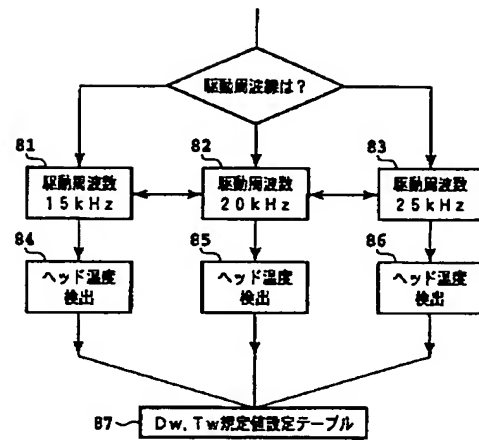 駆動周波線は?
81
82
83
駆動周波数
15kHz
駆動周波数
20kHz
駆動周波数
25kHz
84
85
86
ヘッド温度
検出
ヘッド温度
検出
ヘッド温度
検出
87
Dw, Tw規定値設定テーブル